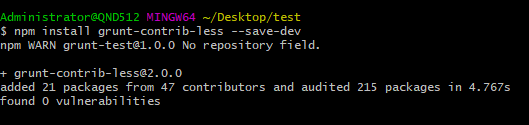 Administrator@QND512 MINGW64 ~/Desktop/test
$ npm install grunt-contrib-less --save-dev
npm WARN grunt-test@1.0.0 No repository field.
+ grunt-contrib-less@2.0.0
added 21 packages from 47 contributors and audited 215 packages in 4.767s
found 0 vulnerabilities